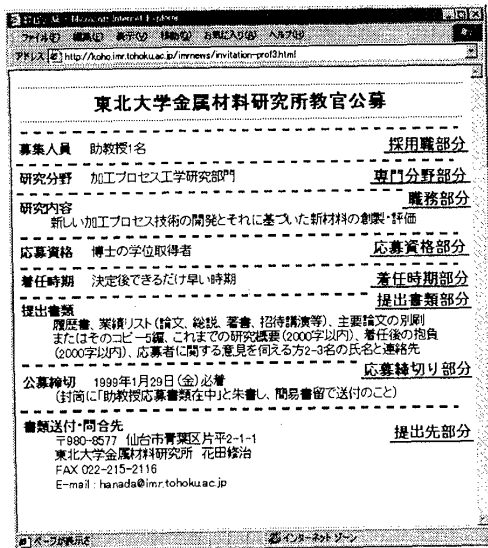 Microsoft Internet Explorer
ファイル(F) 編集(E) 表示(V) 移動(G) お気に入り(A) ヘルプ(H)
アドレス http://koho.imr.tohoku.ac.jp/imrnews/invitation-prof3.html
東北大学金属材料研究所教官公募
募集人員 助教授1名 採用職部分
研究分野 加工プロセス工学研究部門 専門分野部分
研究内容 職務部分
新しい加工プロセス技術の開発とそれに基づいた新材料の創製・評価
応募資格 博士の学位取得者 応募資格部分
着任時期 決定後できるだけ早い時期 着任時期部分
提出書類 提出書類部分
履歴書、業績リスト(論文、総説、著書、招待講演等)、主要論文の別刷
またはそのコピー5編、これまでの研究概要(2000字以内)、着任後の抱負
(2000字以内)、応募者に関する意見を伺える方2-3名の氏名と連絡先
応募締切り部分
公募締切 1999年1月29日(金)必着
(封筒に「助教授応募書類在中」と朱書し、簡易書留で送付のこと)
書類送付・問合先 提出先部分
〒980-8577 仙台市青葉区片平2-1-1
東北大学金属材料研究所 花田修治
FAX 022-215-2116
E-mail : hanada@imr.tohoku.ac.jp
ページが表示さ インターネット ゾーン